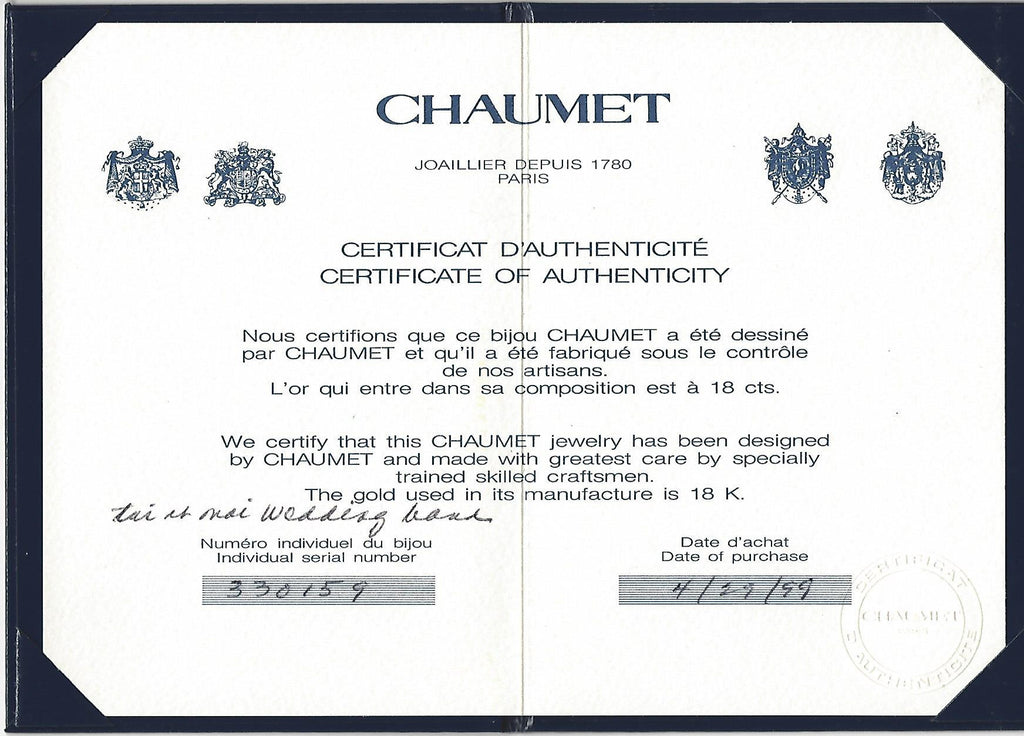 CHAUMET
JOAILLIER DEPUIS 1780
PARIS
CERTIFICAT D'AUTHENTICITÉ
CERTIFICATE OF AUTHENTICITY
Nous certifions que ce bijou CHAUMET a été dessiné
par CHAUMET et qu'il a été fabriqué sous le contrôle
de nos artisans.
L'or qui entre dans sa composition est à 18 cts.
We certify that this CHAUMET jewelry has been designed
by CHAUMET and made with greatest care by specially
trained skilled craftsmen.
The gold used in its manufacture is 18 K.
et moi wedding band
Numéro individuel du bijou
Individual serial number
330159
Date d'achat
Date of purchase
4/29/99
CERTIFICAT
CHAUMET
PARIS
D'AUTHENTICITÉ